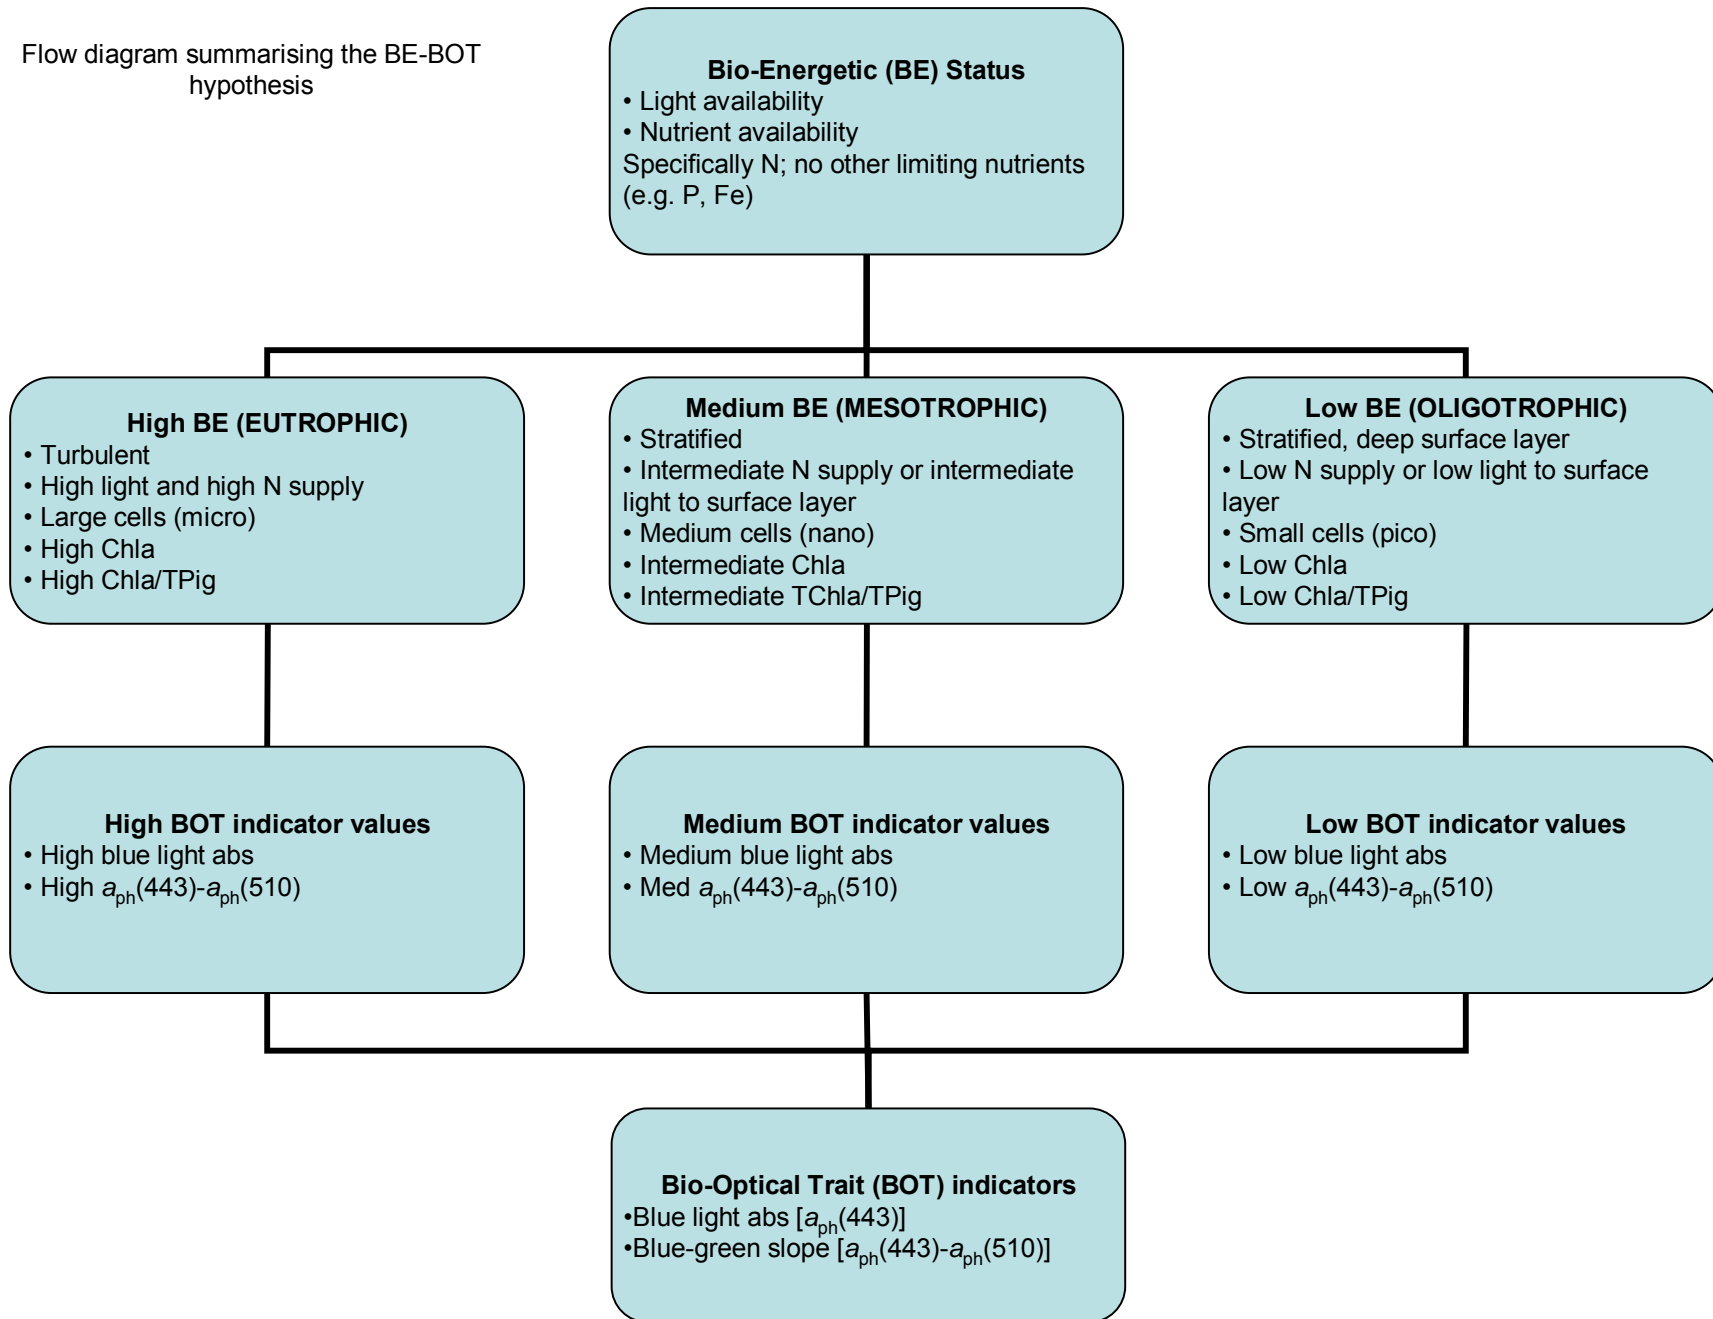 Flow diagram summarising the BE-BOT
hypothesis
Bio-Energetic (BE) Status
• Light availability
• Nutrient availability
Specifically N; no other limiting nutrients
(e.g. P, Fe)
High BE (EUTROPHIC)
• Turbulent
• High light and high N supply
• Large cells (micro)
• High Chla
• High Chla/TPig
Medium BE (MESOTROPHIC)
• Stratified
• Intermediate N supply or intermediate
light to surface layer
• Medium cells (nano)
• Intermediate Chla
• Intermediate TChla/TPig
Low BE (OLIGOTROPHIC)
• Stratified, deep surface layer
• Low N supply or low light to surface
layer
• Small cells (pico)
• Low Chla
• Low Chla/TPig
High BOT indicator values
• High blue light abs
• High aph(443)-aph(510)
Medium BOT indicator values
• Medium blue light abs
• Med aph(443)-aph(510)
Low BOT indicator values
• Low blue light abs
• Low aph(443)-aph(510)
Bio-Optical Trait (BOT) indicators
•Blue light abs [aph(443)]
•Blue-green slope [aph(443)-aph(510)]